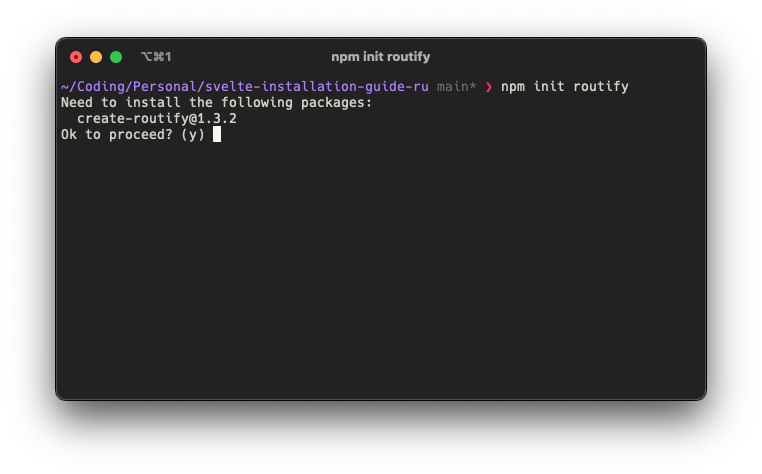 ⌥⌘1
npm init routify
~/Coding/Personal/svelte-installation-guide-ru main* ❯ npm init routify
Need to install the following packages:
  create-routify@1.3.2
Ok to proceed? (y)